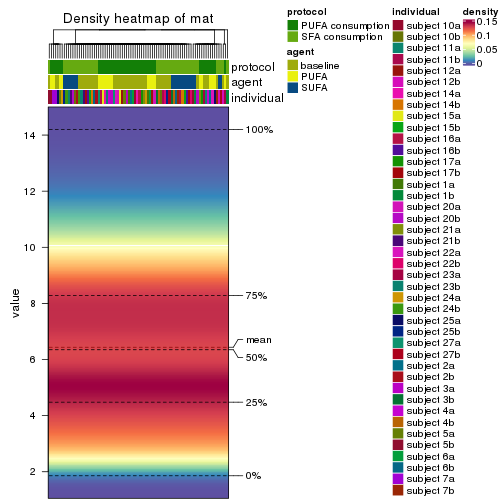 Density heatmap of mat
protocol
agent
individual
value
14
12
10
8
6
4
2
100%
75%
mean
50%
25%
0%
protocol
PUFA consumption
SFA consumption
agent
baseline
PUFA
SUFA
individual
subject 10a
subject 10b
subject 11a
subject 11b
subject 12a
subject 12b
subject 14a
subject 14b
subject 15a
subject 15b
subject 16a
subject 16b
subject 17a
subject 17b
subject 1a
subject 1b
subject 20a
subject 20b
subject 21a
subject 21b
subject 22a
subject 22b
subject 23a
subject 23b
subject 24a
subject 24b
subject 25a
subject 25b
subject 27a
subject 27b
subject 2a
subject 2b
subject 3a
subject 3b
subject 4a
subject 4b
subject 5a
subject 5b
subject 6a
subject 6b
subject 7a
subject 7b
density
0.15
0.1
0.05
0